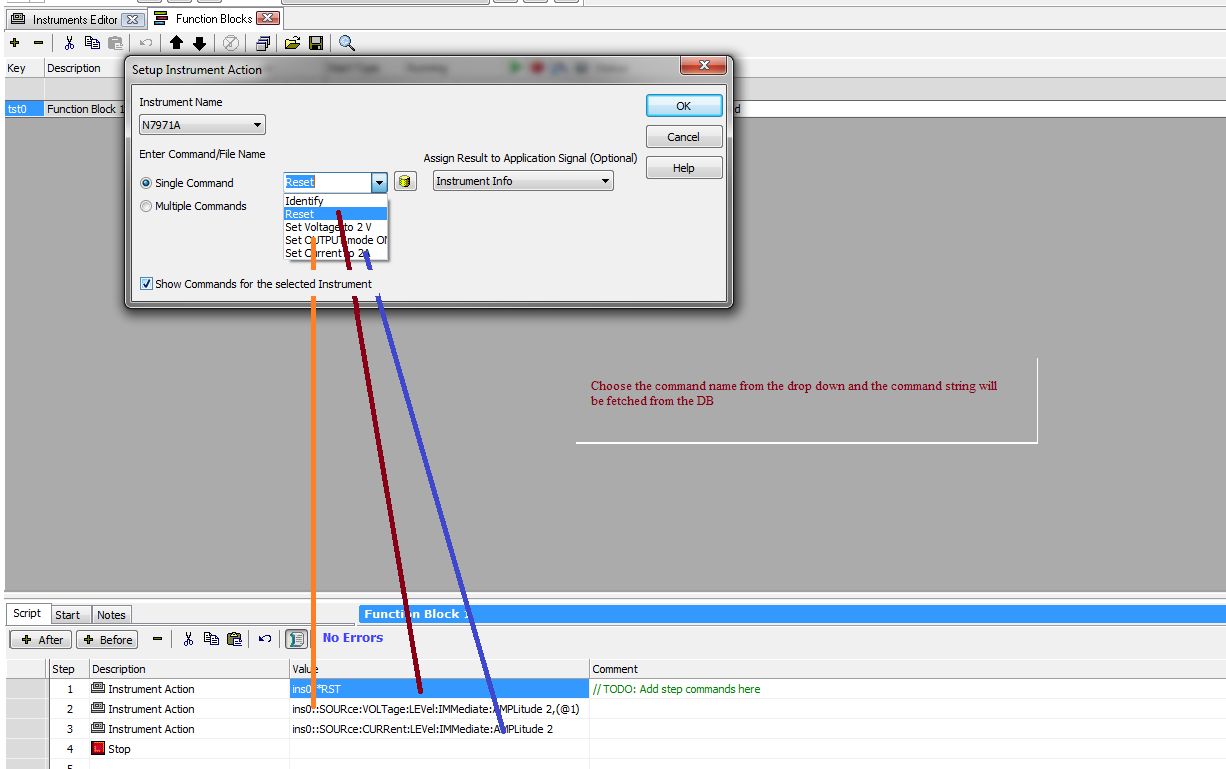 Instruments Editor
Function Blocks
Key Description
Setup Instrument Action
Instrument Name
N7971A
OK
Cancel
Help
Enter Command/File Name
Assign Result to Application Signal (Optional)
Single Command
Reset
Instrument Info
Multiple Commands
Identify
Reset
Set Voltage to 2 V
Set OUTPUT mode ON
Set Current to 2A
Show Commands for the selected Instrument
tst0 Function Block 1
Choose the command name from the drop down and the command string will
be fetched from the DB
Script Start Notes
Function Block 1
After Before
No Errors
Step Description Value Comment
1 Instrument Action ins0:*RST // TODO: Add step commands here
2 Instrument Action ins0::SOURce:VOLTage:LEVel:IMMediate:AMPLitude 2,(@1)
3 Instrument Action ins0::SOURce:CURRent:LEVel:IMMediate:AMPLitude 2
4 Stop
5